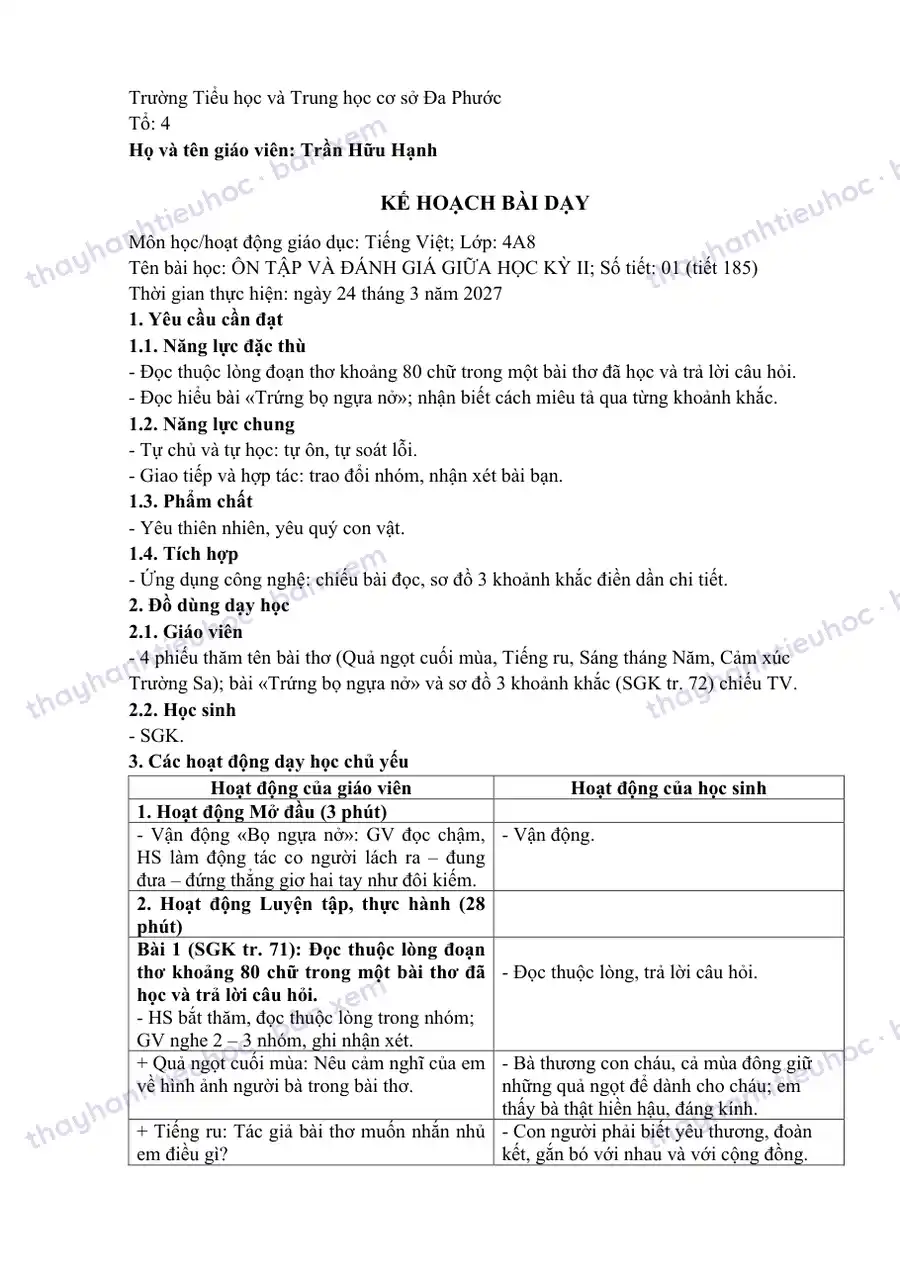 Trường Tiểu học và Trung học cơ sở Đa Phước
Tổ: 4
Họ và tên giáo viên: Trần Hữu Hạnh
KẾ HOẠCH BÀI DẠY
Môn học/hoạt động giáo dục: Tiếng Việt; Lớp: 4A8
Tên bài học: ÔN TẬP VÀ ĐÁNH GIÁ GIỮA HỌC KỲ II; Số tiết: 01 (tiết 185)
Thời gian thực hiện: ngày 24 tháng 3 năm 2027
1. Yêu cầu cần đạt
1.1. Năng lực đặc thù
- Đọc thuộc lòng đoạn thơ khoảng 80 chữ trong một bài thơ đã học và trả lời câu hỏi.
- Đọc hiểu bài «Trứng bọ ngựa nở»; nhận biết cách miêu tả qua từng khoảnh khắc.
1.2. Năng lực chung
- Tự chủ và tự học: tự ôn, tự soát lỗi.
- Giao tiếp và hợp tác: trao đổi nhóm, nhận xét bài bạn.
1.3. Phẩm chất
- Yêu thiên nhiên, yêu quý con vật.
1.4. Tích hợp
- Ứng dụng công nghệ: chiếu bài đọc, sơ đồ 3 khoảnh khắc điền dần chi tiết.
2. Đồ dùng dạy học
2.1. Giáo viên
- 4 phiếu thăm tên bài thơ (Quả ngọt cuối mùa, Tiếng ru, Sáng tháng Năm, Cảm xúc
Trường Sa); bài «Trứng bọ ngựa nở» và sơ đồ 3 khoảnh khắc (SGK tr. 72) chiếu TV.
2.2. Học sinh
- SGK.
3. Các hoạt động dạy học chủ yếu
Hoạt động của giáo viên
Hoạt động của học sinh
1. Hoạt động Mở đầu (3 phút)
- Vận động «Bọ ngựa nở»: GV đọc chậm,
HS làm động tác co người lách ra – đung
đưa – đứng thẳng giơ hai tay như đôi kiếm.
- Vận động.
2. Hoạt động Luyện tập, thực hành (28
phút)
Bài 1 (SGK tr. 71): Đọc thuộc lòng đoạn
thơ khoảng 80 chữ trong một bài thơ đã
học và trả lời câu hỏi.
- HS bắt thăm, đọc thuộc lòng trong nhóm;
GV nghe 2 – 3 nhóm, ghi nhận xét.
- Đọc thuộc lòng, trả lời câu hỏi.
+ Quả ngọt cuối mùa: Nêu cảm nghĩ của em
về hình ảnh người bà trong bài thơ.
- Bà thương con cháu, cả mùa đông giữ
những quả ngọt để dành cho cháu; em
thấy bà thật hiền hậu, đáng kính.
+ Tiếng ru: Tác giả bài thơ muốn nhắn nhủ
em điều gì?
- Con người phải biết yêu thương, đoàn
kết, gắn bó với nhau và với cộng đồng.
thayhanhtieuhoc · bản xem
thayhanhtieuhoc · b
thayhanhtieuhoc · bản xem
thayhanhtieuhoc · b
thayhanhtieuhoc · bản xem
thayhanhtieuhoc · b